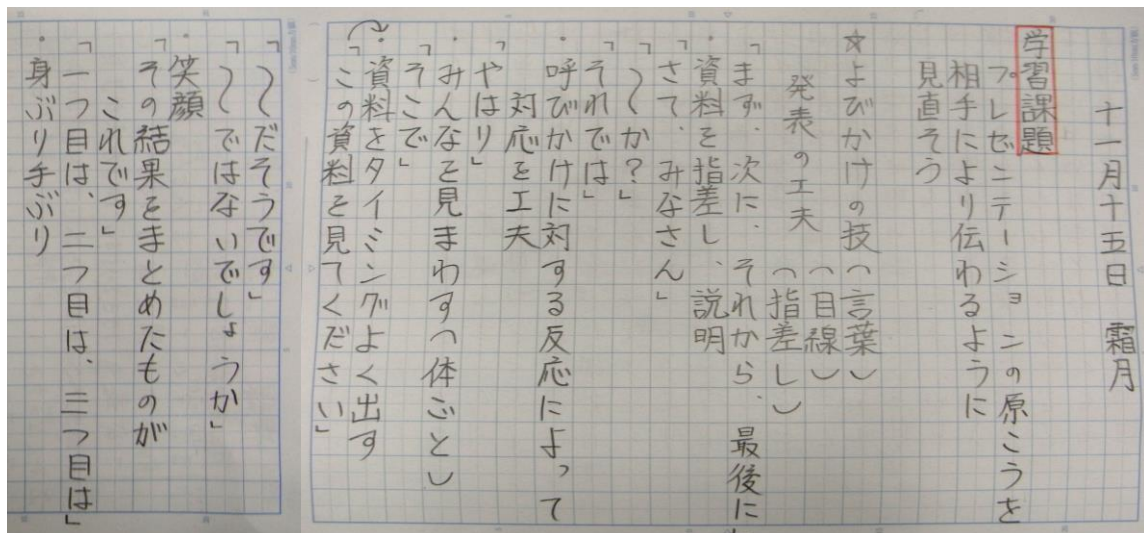 十一月十五日 霜月
学習課題
プレゼンテーションの原こうを
相手により伝わるように
見直そう
☆よびかけの技(言葉)
(目線)
発表の工夫(指差し)
「まず、次に、それから、最後に」
・資料を指差し、説明
「さて、みなさん」
「〜か?」
「それでは」
・呼びかけに対する反応によって
対応を工夫
「やはり」
・みんなを見まわす(体ごと)
「そこで」
・資料をタイミングよく出す
「この資料を見てください」
「〜だそうです」
「〜ではないでしょうか」
・笑顔
「その結果をまとめたものが
これです」
「一つ目は、二つ目は、三つ目は」
・身ぶり手ぶり